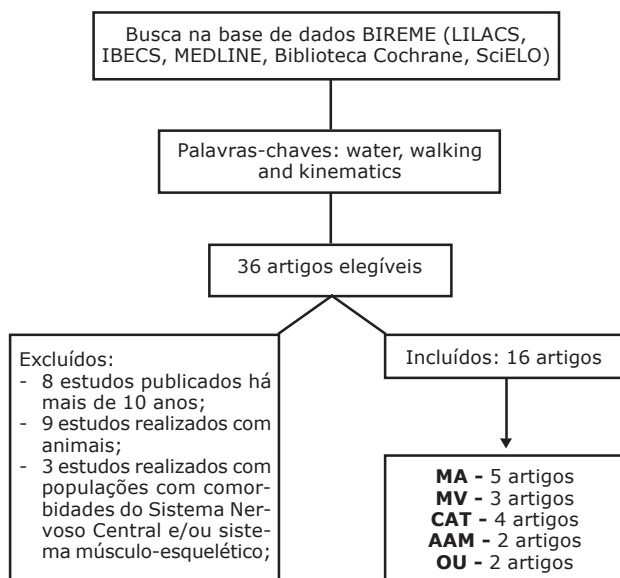 Busca na base de dados BIREME (LILACS,
IBECS, MEDLINE, Biblioteca Cochrane, SciELO)
Palavras-chaves: water, walking
and kinematics
36 artigos elegíveis
Excluídos:
- 8 estudos publicados há
mais de 10 anos;
- 9 estudos realizados com
animais;
- 3 estudos realizados com
populações com comor-
bidades do Sistema Ner-
voso Central e/ou siste-
ma músculo-esquelético;
Incluídos: 16 artigos
MA - 5 artigos
MV - 3 artigos
CAT - 4 artigos
AAM - 2 artigos
OU - 2 artigos